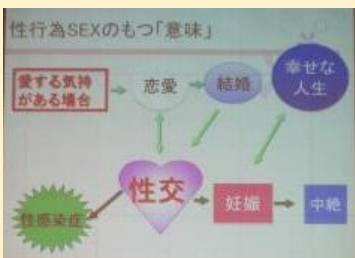 性行為SEXのもつ「意味」
愛する気持
がある場合
恋愛
結婚
幸せな
人生
性交
性感染症
妊娠
中絶